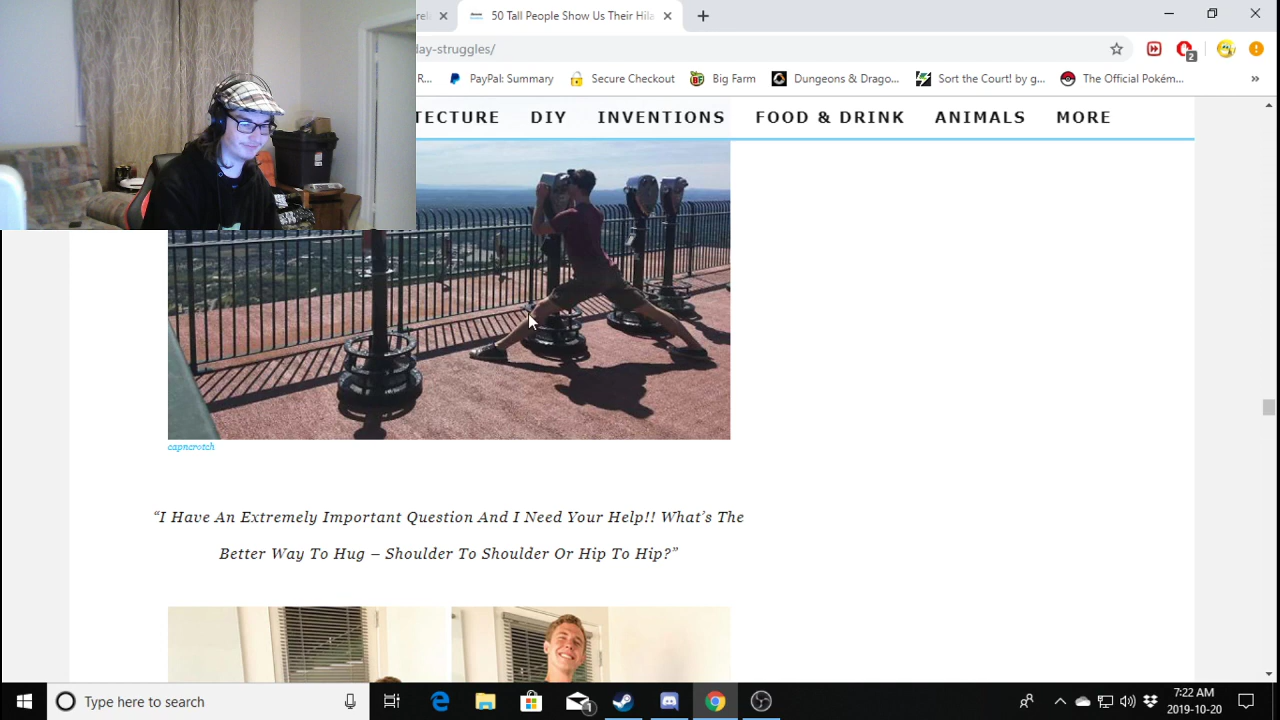 50 Tall People Show Us Their Hila
day-struggles/
2
R...
PayPal: Summary
Secure Checkout
Big Farm
Dungeons & Drago...
Sort the Court! by g...
The Official Pokém...
»
TECTURE
DIY
INVENTIONS
FOOD & DRINK
ANIMALS
MORE
capncrotch
“I Have An Extremely Important Question And I Need Your Help!! What’s The
Better Way To Hug – Shoulder To Shoulder Or Hip To Hip?”
Type here to search
1
7:22 AM
2019-10-20